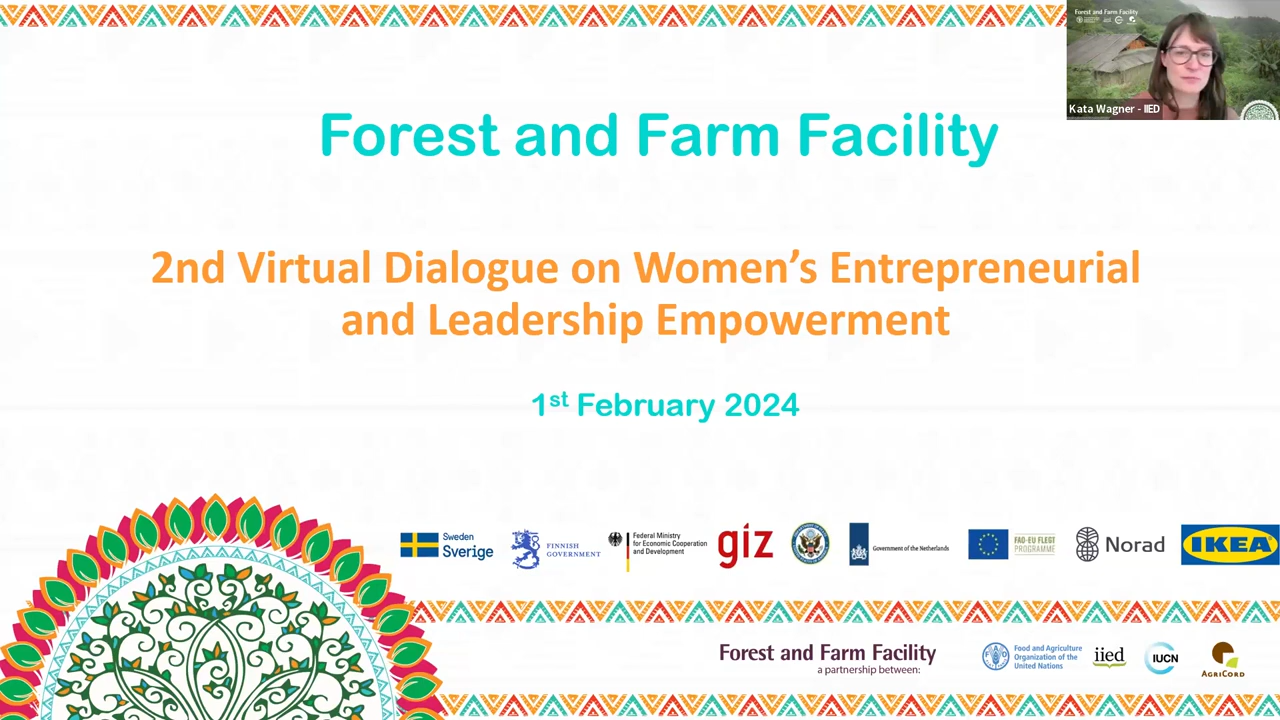 Forest and Farm Facility
Kata Wagner - IIED
Forest and Farm Facility
2nd Virtual Dialogue on Women's Entrepreneurial
and Leadership Empowerment
1st February 2024
Sweden
Sverige
FINNISH
GOVERNMENT
Federal Ministry
for Economic Cooperation
and Development
giz
Government of the Netherlands
FAO-EU FLEGT
PROGRAMME
Norad
IKEA
Forest and Farm Facility
a partnership between:
Food and Agriculture
Organization of the
United Nations
iied
IUCN
AGRICORD